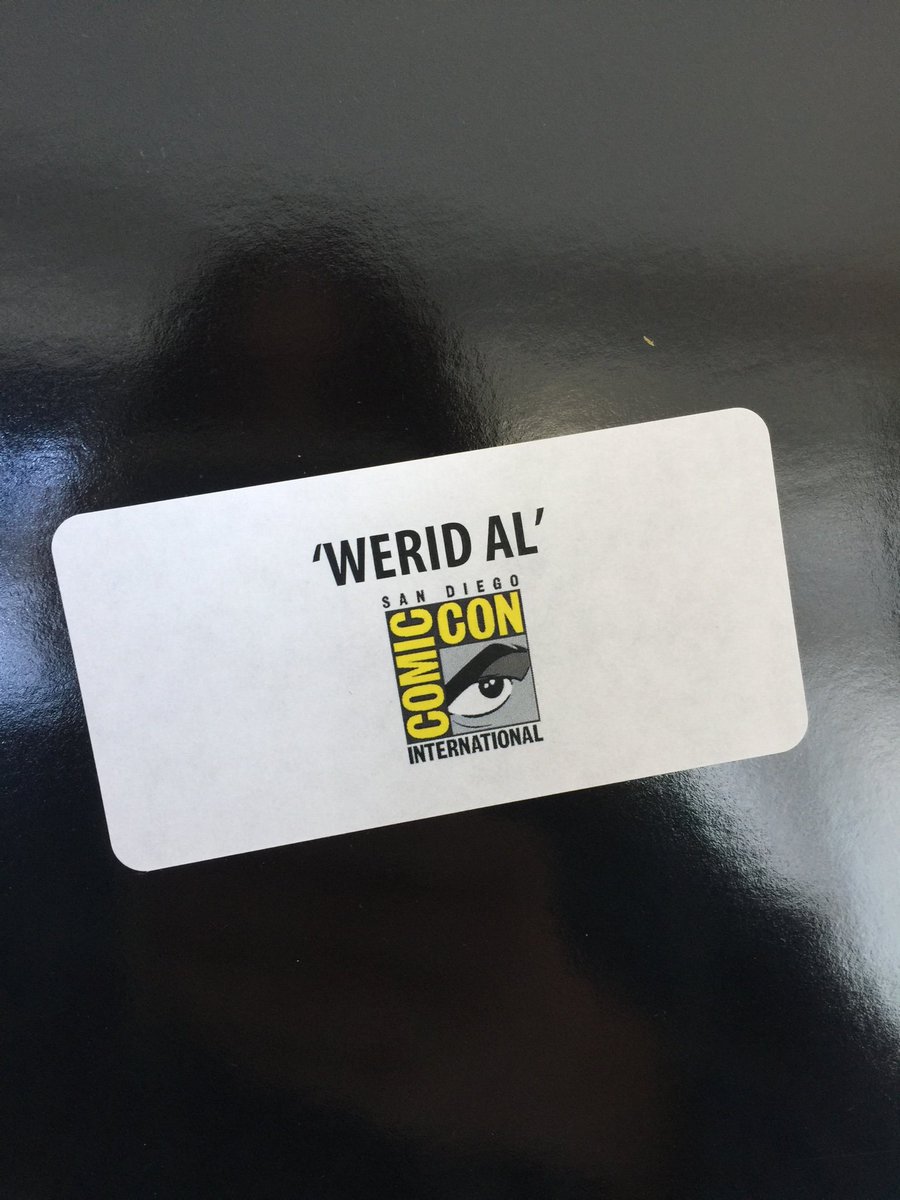 ‘WERID AL’
SAN DIEGO
COMIC CON
INTERNATIONAL